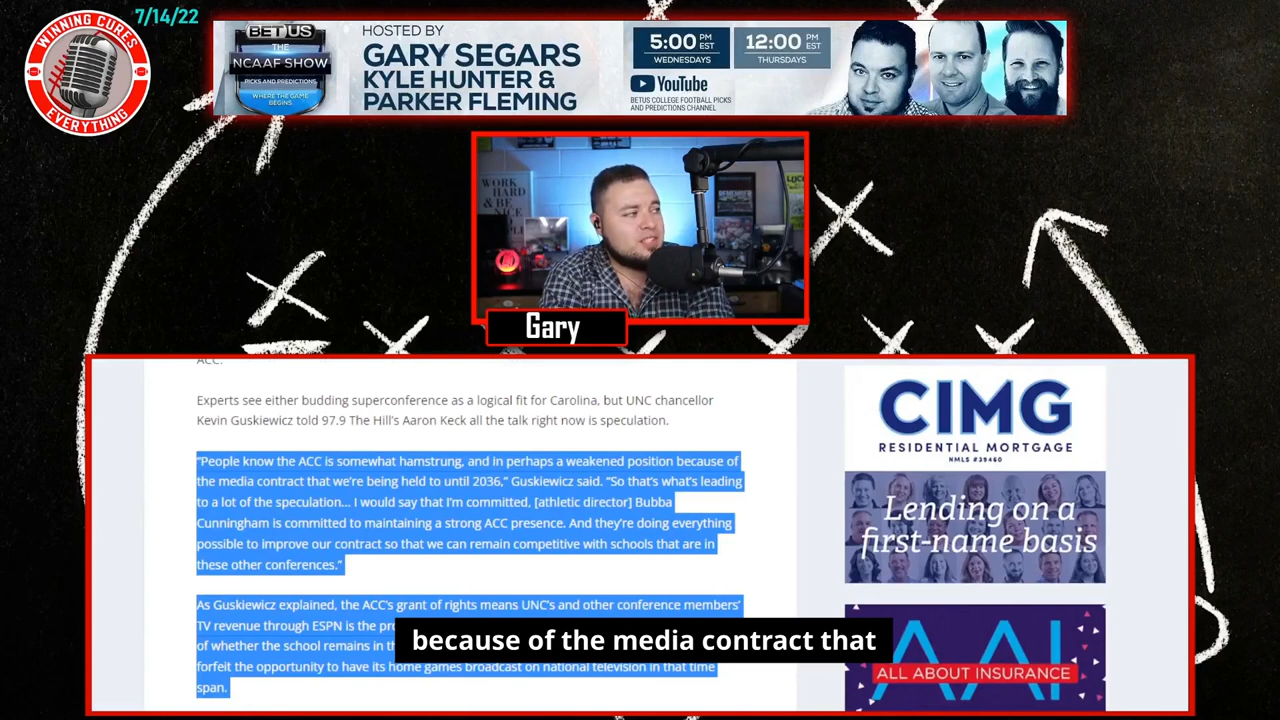 7/14/22
WINNING CURES
EVERYTHING
BETUS
THE
NCAAF SHOW
PICKS AND PREDICTIONS
WHERE THE GAME
BEGINS
HOSTED BY
GARY SEGARS
KYLE HUNTER &
PARKER FLEMING
5:00 PM EST
WEDNESDAYS
12:00 PM EST
THURSDAYS
YouTube
BETUS COLLEGE FOOTBALL PICKS
AND PREDICTIONS CHANNEL
WORK
HARD
& BE
NICE
REMEMBER
Gary
ACC.
Experts see either budding superconference as a logical fit for Carolina, but UNC chancellor
Kevin Guskiewicz told 97.9 The Hill's Aaron Keck all the talk right now is speculation.
“People know the ACC is somewhat hamstrung, and in perhaps a weakened position because of
the media contract that we're being held to until 2036,” Guskiewicz said. “So that's what's leading
to a lot of the speculation… I would say that I'm committed, [athletic director] Bubba
Cunningham is committed to maintaining a strong ACC presence. And they're doing everything
possible to improve our contract so that we can remain competitive with schools that are in
these other conferences.”
As Guskiewicz explained, the ACC's grant of rights means UNC's and other conference members'
TV revenue through ESPN is the
of whether the school remains in
forfeit the opportunity to have its home games broadcast on national television in that time
span.
because of the media contract that
CIMG
RESIDENTIAL MORTGAGE
NMLS #39460
Lending on a
first-name basis
AAI
ALL ABOUT INSURANCE